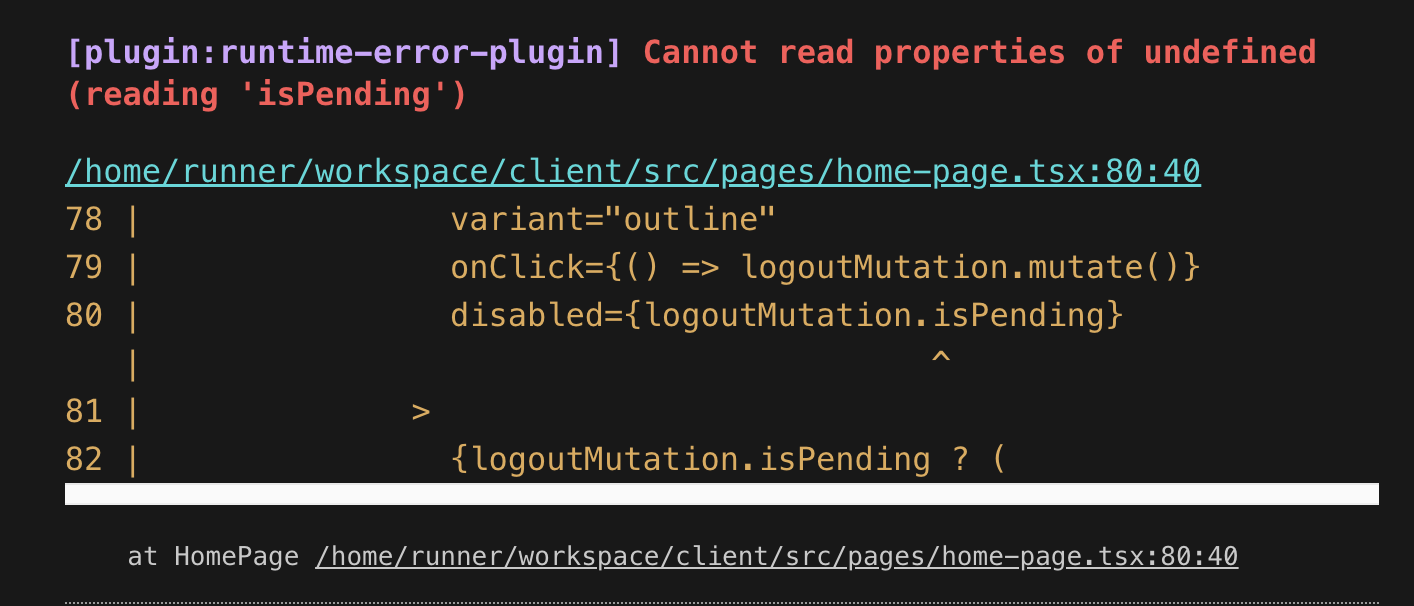 [plugin:runtime-error-plugin] Cannot read properties of undefined
(reading 'isPending')
/home/runner/workspace/client/src/pages/home-page.tsx:80:40
78 |                variant="outline"
79 |                onClick={() => logoutMutation.mutate()}
80 |                disabled={logoutMutation.isPending}
   |                                         ^
81 |              >
82 |                {logoutMutation.isPending ? (
at HomePage /home/runner/workspace/client/src/pages/home-page.tsx:80:40